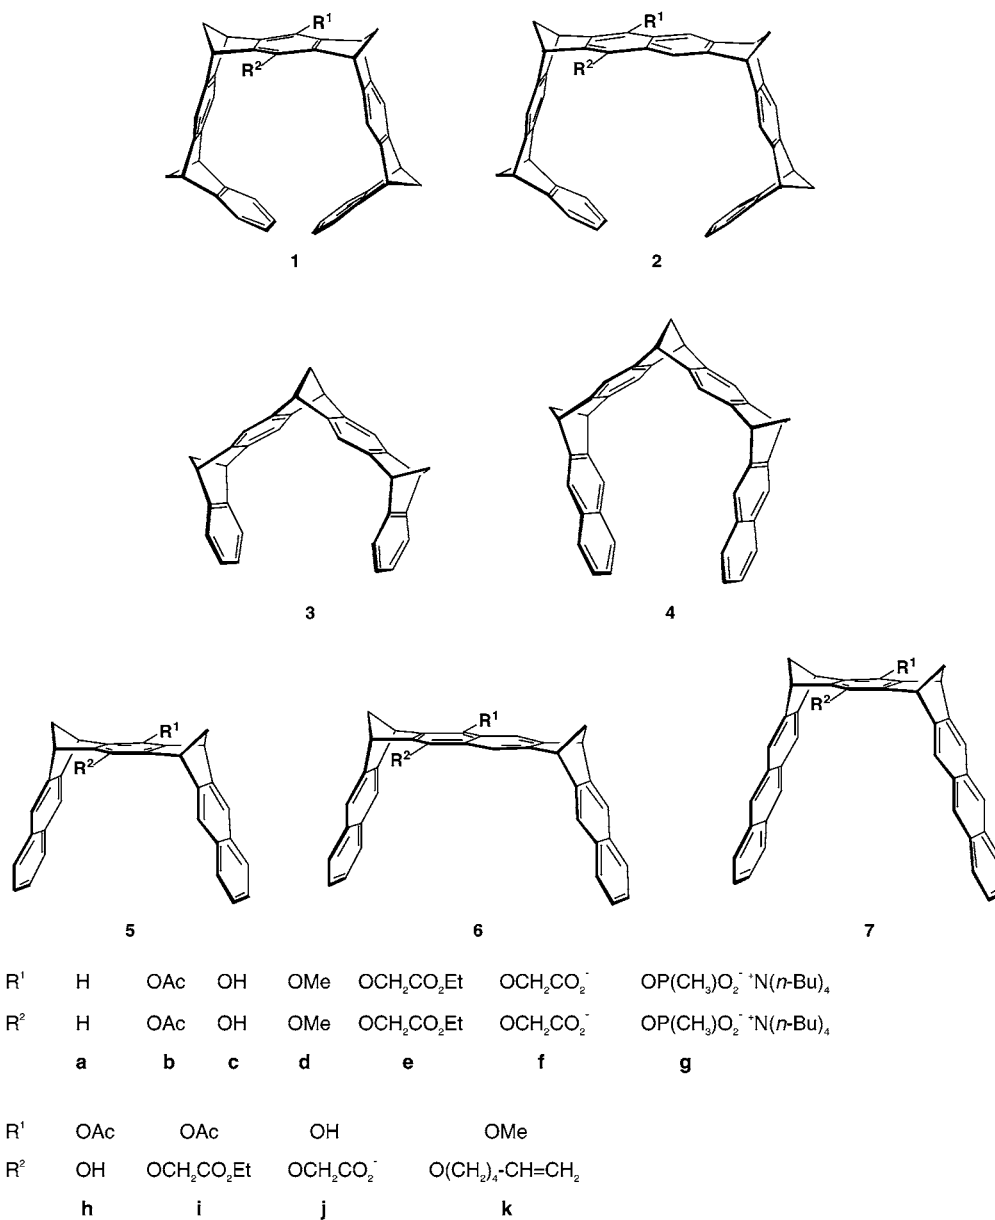 R¹ R¹
R² R²
1 2
3 4
R¹
R²
R¹
R²
R¹
R²
5 6 7
R¹ H OAc OH OMe OCH₂CO₂Et OCH₂CO₂⁻ OP(CH₃)O₂⁻ ⁺N(n-Bu)₄
R² H OAc OH OMe OCH₂CO₂Et OCH₂CO₂⁻ OP(CH₃)O₂⁻ ⁺N(n-Bu)₄
a b c d e f g
R¹ OAc OAc OH OMe
R² OH OCH₂CO₂Et OCH₂CO₂⁻ O(CH₂)₄-CH=CH₂
h i j k